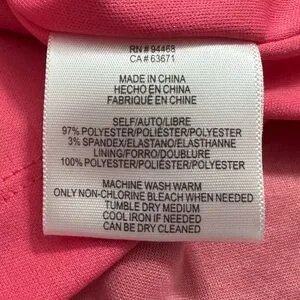 RN # 94468
CA # 63671
MADE IN CHINA
HECHO EN CHINA
FABRIQUÉ EN CHINE
SELF/AUTO/LIBRE
97% POLYESTER/POLIÉSTER/POLYESTER
3% SPANDEX/ELASTANO/ELASTHANNE
LINING/FORRO/DOUBLURE
100% POLYESTER/POLIÉSTER/POLYESTER
MACHINE WASH WARM
ONLY NON-CHLORINE BLEACH WHEN NEEDED
TUMBLE DRY MEDIUM
COOL IRON IF NEEDED
CAN BE DRY CLEANED